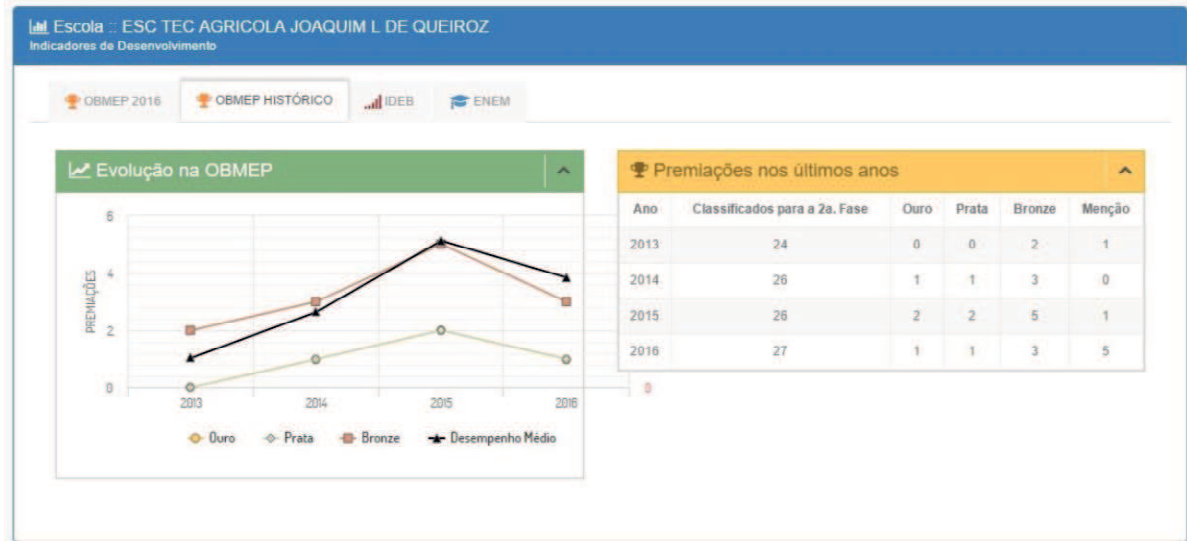 Escola :: ESC TEC AGRICOLA JOAQUIM L DE QUEIROZ
Indicadores de Desenvolvimento
OBMEP 2016 OBMEP HISTÓRICO IDEB ENEM
Evolução na OBMEP
6
4
2
0
PREMIAÇÕES
2013 2014 2015 2016
0
Ouro Prata Bronze Desempenho Médio
Premiações nos últimos anos
Ano Classificados para a 2a. Fase Ouro Prata Bronze Menção
2013 24 0 0 2 1
2014 26 1 1 3 0
2015 26 2 2 5 1
2016 27 1 1 3 5